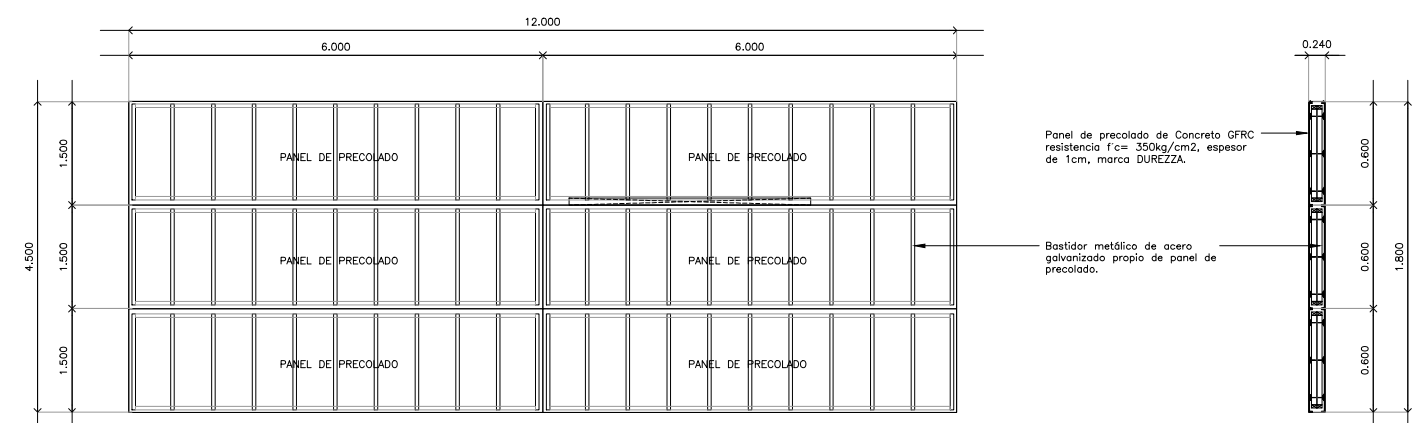 12.000
6.000
6.000
0.240
4.500
1.500
1.500
1.500
PANEL DE PRECOLADO
PANEL DE PRECOLADO
PANEL DE PRECOLADO
PANEL DE PRECOLADO
PANEL DE PRECOLADO
PANEL DE PRECOLADO
Panel de precolado de Concreto GFRC
resistencia f'c= 350kg/cm2, espesor
de 1cm, marca DUREZZA.
Bastidor metálico de acero
galvanizado propio de panel de
precolado.
0.600
0.600
0.600
1.800